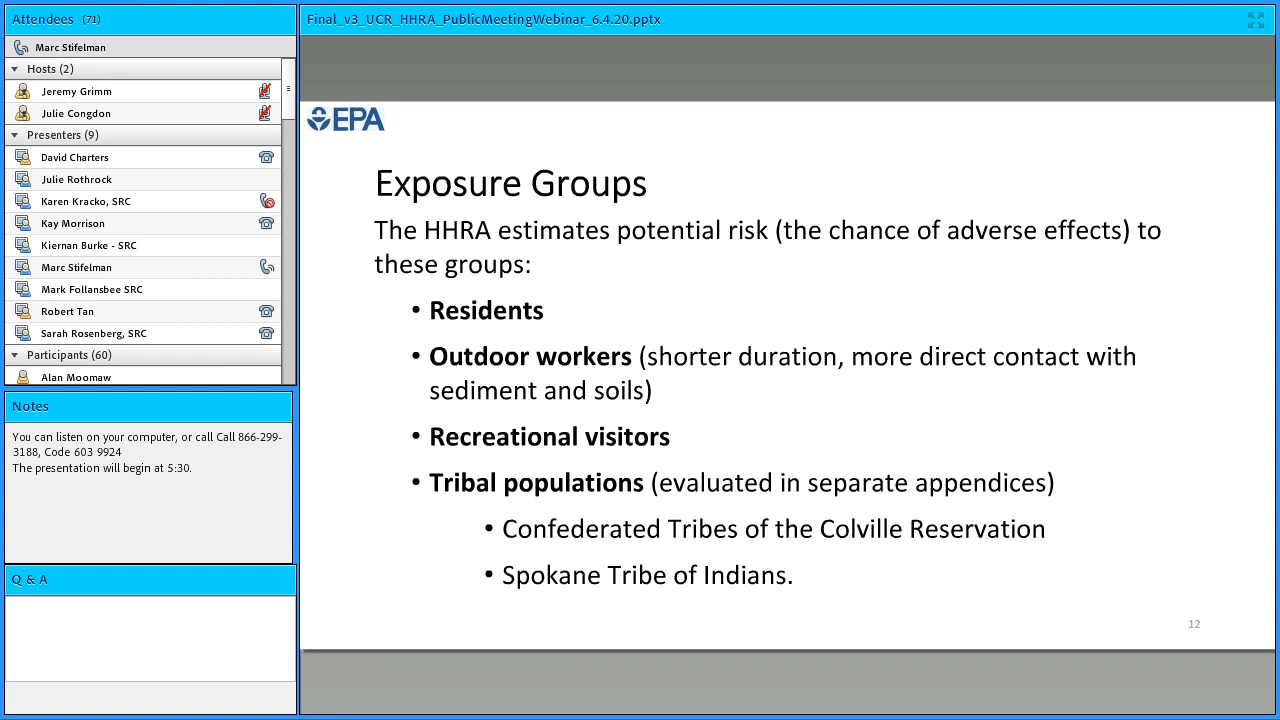 Attendees (71)
Marc Stifelman
Hosts (2)
Jeremy Grimm
Julie Congdon
Presenters (9)
David Charters
Julie Rothrock
Karen Kracko, SRC
Kay Morrison
Kiernan Burke - SRC
Marc Stifelman
Mark Follansbee SRC
Robert Tan
Sarah Rosenberg, SRC
Participants (60)
Alan Moomaw
Notes
You can listen on your computer, or call Call 866-299-
3188, Code 603 9924
The presentation will begin at 5:30.
Q & A
Final_v3_UCR_HHRA_PublicMeetingWebinar_6.4.20.pptx
EPA
Exposure Groups
The HHRA estimates potential risk (the chance of adverse effects) to
these groups:
• Residents
• Outdoor workers (shorter duration, more direct contact with
sediment and soils)
• Recreational visitors
• Tribal populations (evaluated in separate appendices)
• Confederated Tribes of the Colville Reservation
• Spokane Tribe of Indians.
12